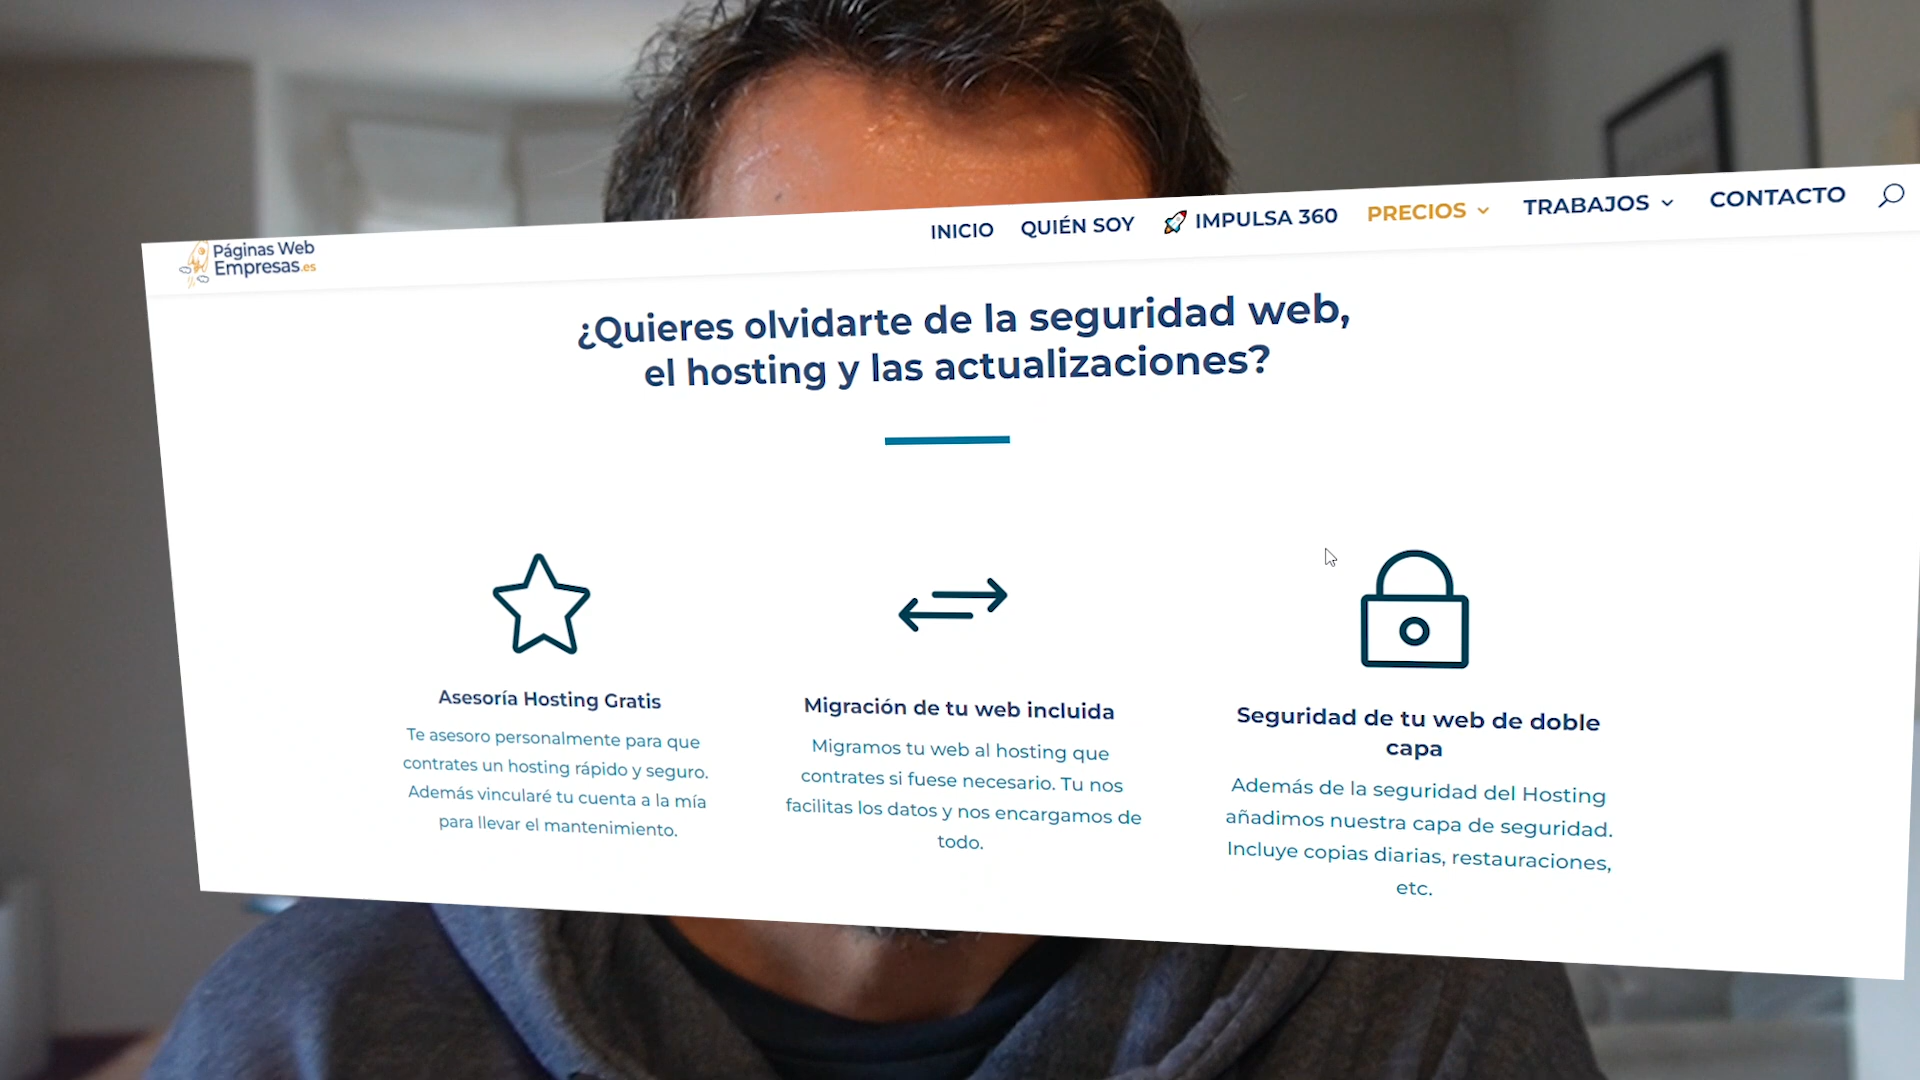 Páginas Web
Empresas.es
INICIO QUIÉN SOY IMPULSA 360 PRECIOS TRABAJOS CONTACTO
¿Quieres olvidarte de la seguridad web,
el hosting y las actualizaciones?
Asesoría Hosting Gratis
Te asesoro personalmente para que
contrates un hosting rápido y seguro.
Además vincularé tu cuenta a la mía
para llevar el mantenimiento.
Migración de tu web incluida
Migramos tu web al hosting que
contrates si fuese necesario. Tu nos
facilitas los datos y nos encargamos de
todo.
Seguridad de tu web de doble
capa
Además de la seguridad del Hosting
añadimos nuestra capa de seguridad.
Incluye copias diarias, restauraciones,
etc.